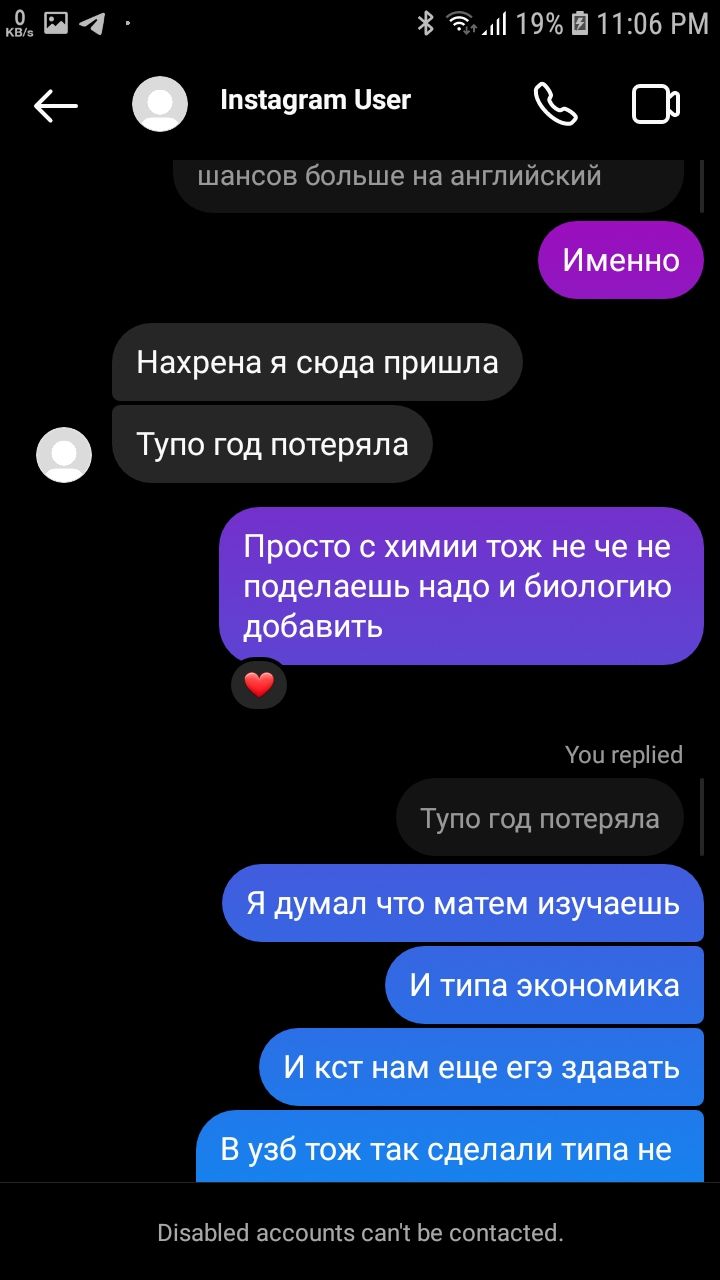 0
KB/s
19% 11:06 PM
Instagram User
шансов больше на английский
Именно
Нахрена я сюда пришла
Тупо год потеряла
Просто с химии тож не че не
поделаешь надо и биологию
добавить
You replied
Тупо год потеряла
Я думал что матем изучаешь
И типа экономика
И кст нам еще егэ здавать
В узб тож так сделали типа не
Disabled accounts can't be contacted.